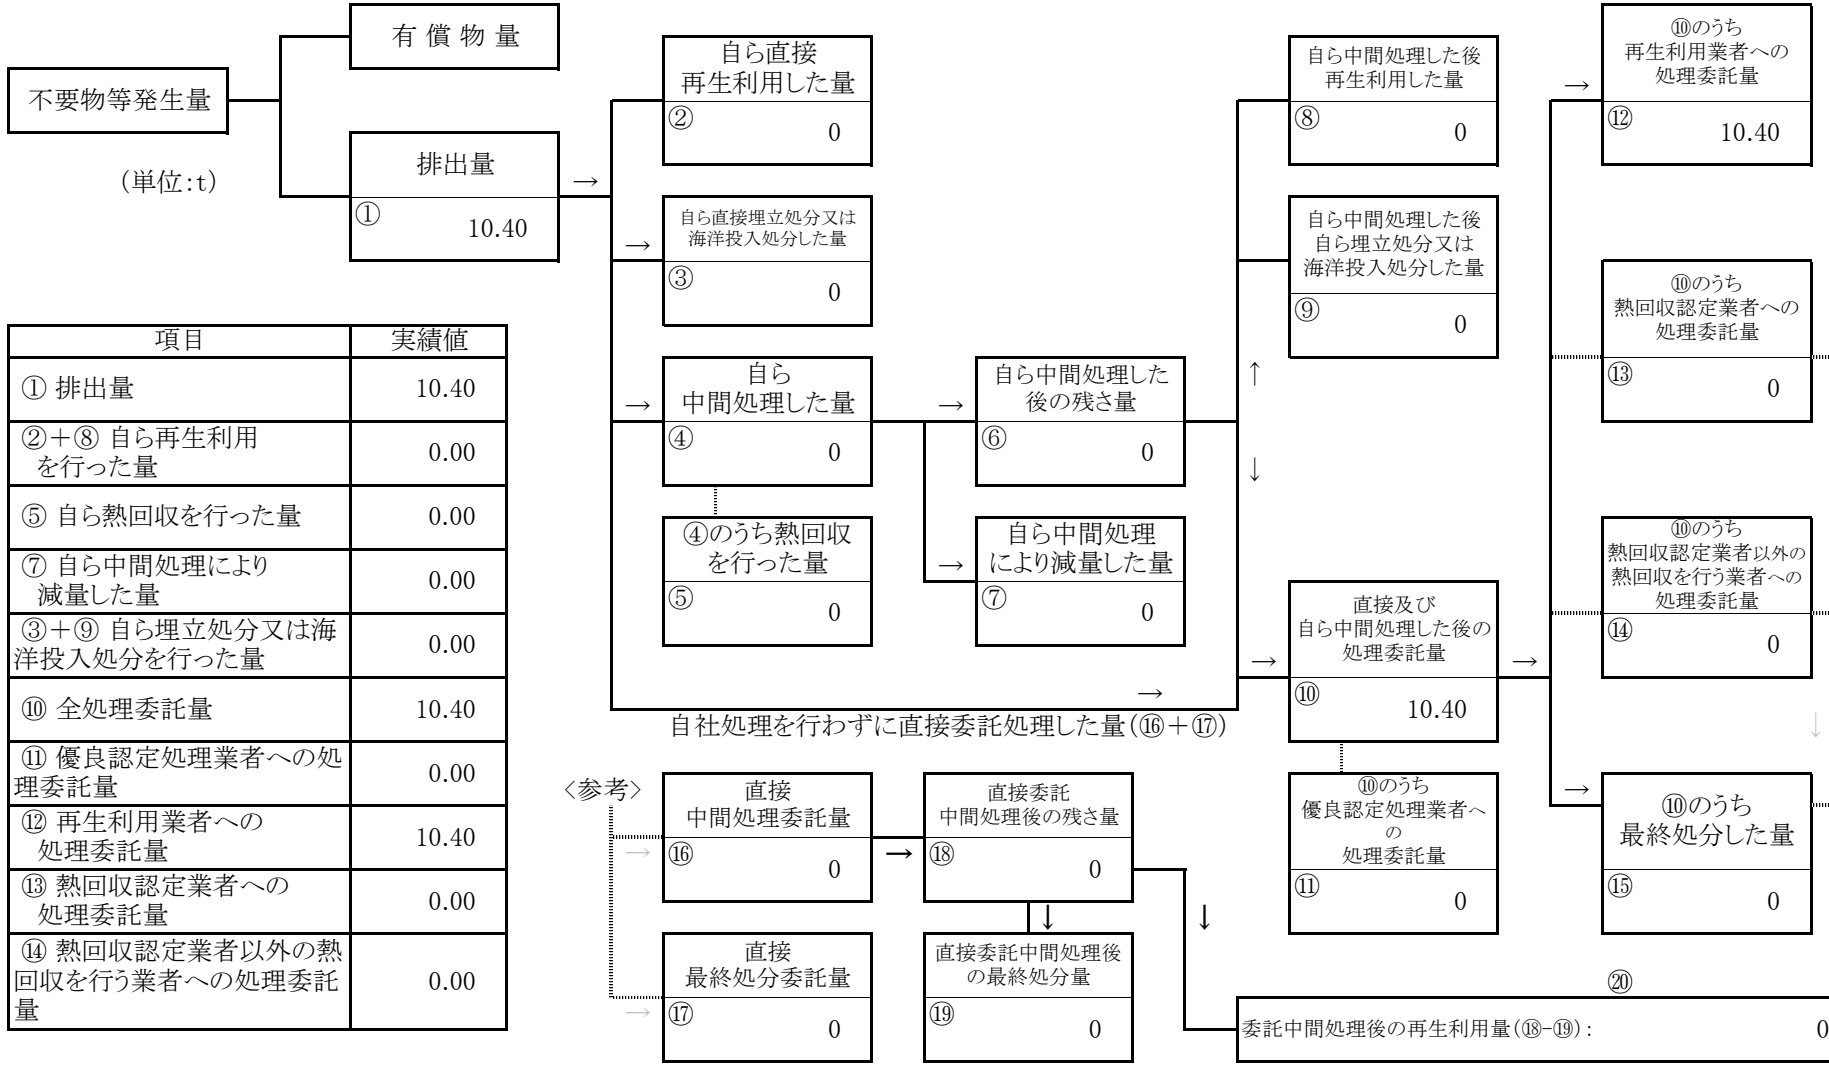 有 償 物 量
不要物等発生量
(単位:t)
排出量
①
10.40
→
自ら直接
再生利用した量
②
0
→
自ら直接埋立処分又は
海洋投入処分した量
③
0
→
自ら
中間処理した量
④
0
④のうち熱回収
を行った量
⑤
0
→
自ら中間処理した
後の残さ量
⑥
0
→
自ら中間処理
により減量した量
⑦
0
自ら中間処理した後
再生利用した量
⑧
0
自ら中間処理した後
自ら埋立処分又は
海洋投入処分した量
⑨
0
↑
↓
→
自社処理を行わずに直接委託処理した量(⑯+⑰)
→
直接及び
自ら中間処理した後の
処理委託量
⑩
10.40
⑩のうち
優良認定処理業者へ
の
処理委託量
⑪
0
→
→
⑩のうち
再生利用業者への
処理委託量
⑫
10.40
⑩のうち
熱回収認定業者への
処理委託量
⑬
0
⑩のうち
熱回収認定業者以外の
熱回収を行う業者への
処理委託量
⑭
0
↓
→
⑩のうち
最終処分した量
⑮
0
項目 実績値
① 排出量 10.40
②+⑧ 自ら再生利用
を行った量 0.00
⑤ 自ら熱回収を行った量 0.00
⑦ 自ら中間処理により
減量した量 0.00
③+⑨ 自ら埋立処分又は海
洋投入処分を行った量 0.00
⑩ 全処理委託量 10.40
⑪ 優良認定処理業者への処
理委託量 0.00
⑫ 再生利用業者への
処理委託量 10.40
⑬ 熱回収認定業者への
処理委託量 0.00
⑭ 熱回収認定業者以外の熱
回収を行う業者への処理委託
量 0.00
<参考>
→
直接
中間処理委託量
⑯
0
→
直接委託
中間処理後の残さ量
⑱
0
↓
↓
→
直接
最終処分委託量
⑰
0
直接委託中間処理後
の最終処分量
⑲
0
⑳
委託中間処理後の再生利用量(⑱-⑲): 0